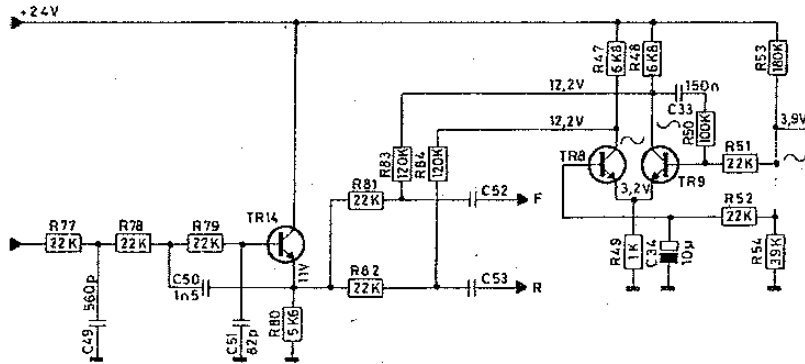 +24V
R47
6K8
R48
6K8
R53
180K
12,2V
150n
C33
12,2V
R50
100K
3,9V
R83
120K
R84
120K
TR8
TR9
R51
22K
R81
22K
C52
F
3,2V
R77
22K
R78
22K
R79
22K
TR14
R52
22K
C50
1n5
11V
R82
22K
C53
R
R49
1K
C34
10µ
R54
39K
560p
C49
C51
82p
R80
5K6